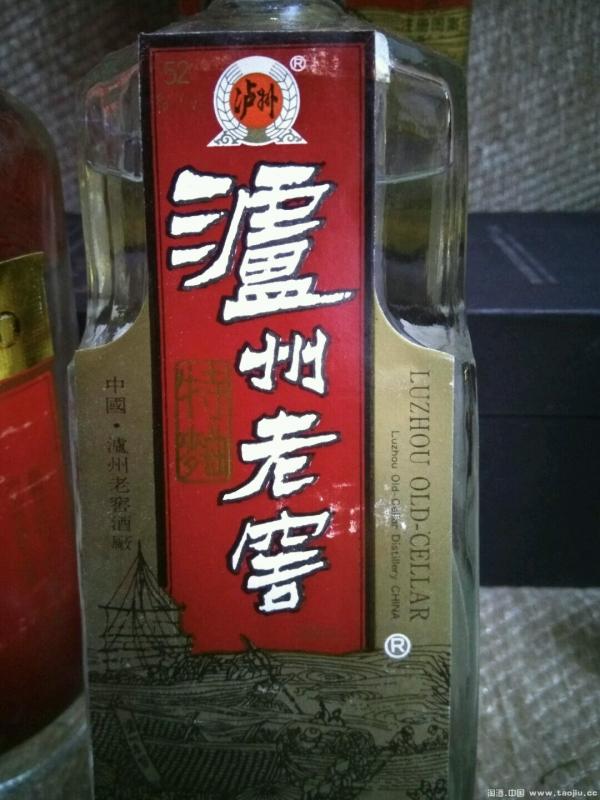 52
®
泸州
瀘州老窖
特曲
中國·瀘州老窖酒廠
LUZHOU OLD-CELLAR
Luzhou Old-Cellar Distillery CHINA
®
淘酒.中国 www.taojiu.cc